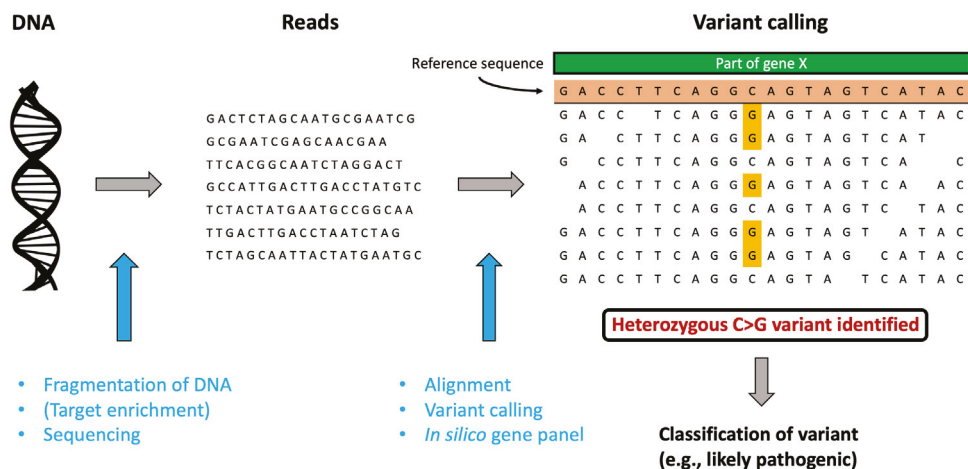 DNA
Reads
Variant calling
Reference sequence
Part of gene X
G A C C T T C A G G C A G T A G T C A T A C
G A C C T C A G G G A G T A G T C A T A C
G A C T T C A G G G A G T A G T C A T
G C C T T C A G G C A G T A G T C A C
A C C T T C A G G G A G T A G T C A A C
A C C T T C A G G C A G T A G T C T A C
G A C C T T C A G G G A G T A G T A T A C
G A C C T T C A G G G A G T A G C A T A C
G A C C T T C A G G C A G T A T C A T A C
GACTCTAGCAATGCGAATCG
GCGAATCGAGCAACGAA
TTCACGGCAATCTAGGACT
GCCATTGACTTGACCTATGTC
TCTACTATGAATGCCGGCAA
TTGACTTGACCTAATCTAG
TCTAGCAATTACTATGAATGC
Heterozygous C>G variant identified
• Fragmentation of DNA
• (Target enrichment)
• Sequencing
• Alignment
• Variant calling
• In silico gene panel
Classification of variant
(e.g., likely pathogenic)